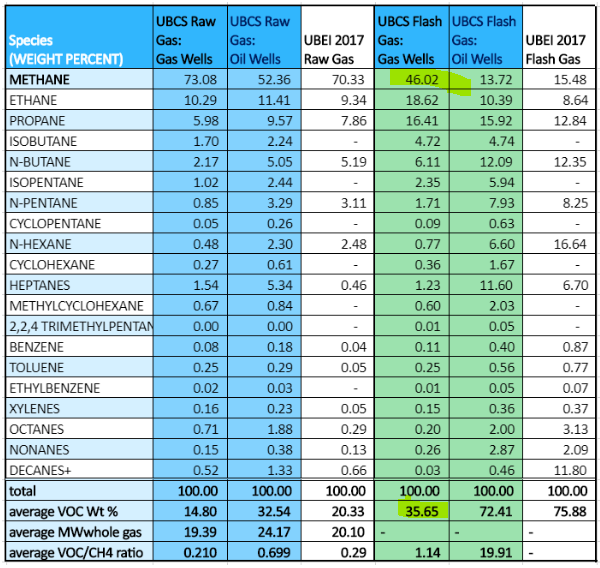 Species (WEIGHT PERCENT) UBCS Raw Gas: Gas Wells UBCS Raw Gas: Oil Wells UBEI 2017 Raw Gas UBCS Flash Gas: Gas Wells UBCS Flash Gas: Oil Wells UBEI 2017 Flash Gas
METHANE 73.08 52.36 70.33 46.02 13.72 15.48
ETHANE 10.29 11.41 9.34 18.62 10.39 8.64
PROPANE 5.98 9.57 7.86 16.41 15.92 12.84
ISOBUTANE 1.70 2.24 - 4.72 4.74 -
N-BUTANE 2.17 5.05 5.19 6.11 12.09 12.35
ISOPENTANE 1.02 2.44 - 2.35 5.94 -
N-PENTANE 0.85 3.29 3.11 1.71 7.93 8.25
CYCLOPENTANE 0.05 0.26 - 0.09 0.63 -
N-HEXANE 0.48 2.30 2.48 0.77 6.60 16.64
CYCLOHEXANE 0.27 0.61 - 0.36 1.67 -
HEPTANES 1.54 5.34 0.46 1.23 11.60 6.70
METHYLCYCLOHEXANE 0.67 0.84 - 0.60 2.03 -
2,2,4 TRIMETHYLPENTAN 0.00 0.00 - 0.01 0.05 -
BENZENE 0.08 0.18 0.04 0.11 0.40 0.87
TOLUENE 0.25 0.29 0.05 0.25 0.56 0.77
ETHYLBENZENE 0.02 0.03 - 0.01 0.05 0.07
XYLENES 0.16 0.23 0.05 0.15 0.36 0.37
OCTANES 0.71 1.88 0.29 0.20 2.00 3.13
NONANES 0.15 0.38 0.13 0.26 2.87 2.09
DECANES+ 0.52 1.33 0.66 0.03 0.46 11.80
total 100.00 100.00 100.00 100.00 100.00 100.00
average VOC Wt % 14.80 32.54 20.33 35.65 72.41 75.88
average MWwhole gas 19.39 24.17 20.10 - - -
average VOC/CH4 ratio 0.210 0.699 0.29 1.14 19.91 -